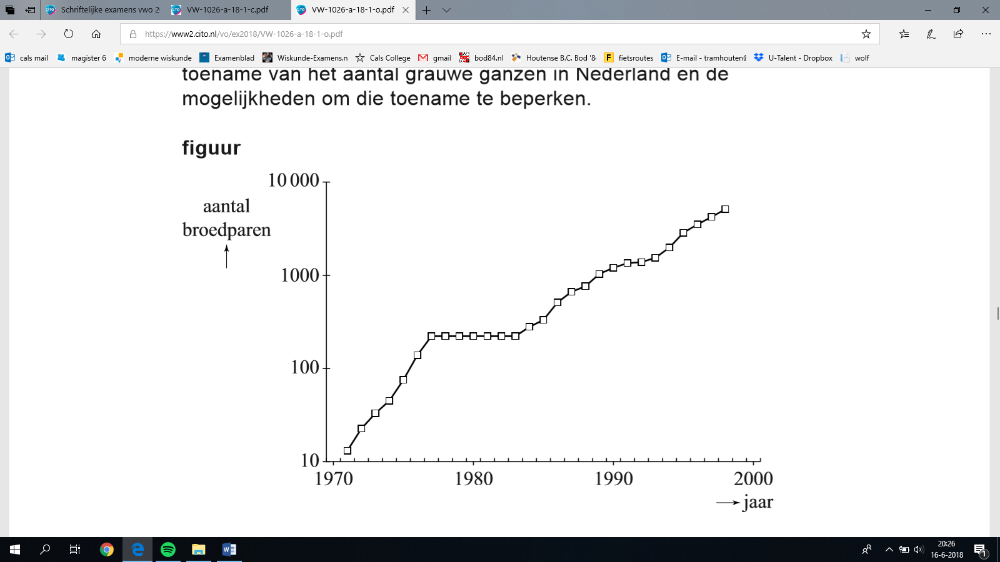 Schriftelijke examens vwo 2
VW-1026-a-18-1-c.pdf
VW-1026-a-18-1-o.pdf
https://www2.cito.nl/vo/ex2018/VW-1026-a-18-1-o.pdf
cals mail
magister 6
moderne wiskunde
Examenblad
Wiskunde-Examens.n
Cals College
gmail
bod84.nl
Houtense B.C. Bod '84
fietsroutes
E-mail - tramhouten@
U-Talent - Dropbox
wolf
toename van het aantal grauwe ganzen in Nederland en de
mogelijkheden om die toename te beperken.
figuur
10 000
aantal
broedparen
1000
100
10
1970
1980
1990
2000
jaar
20:26
16-6-2018
1